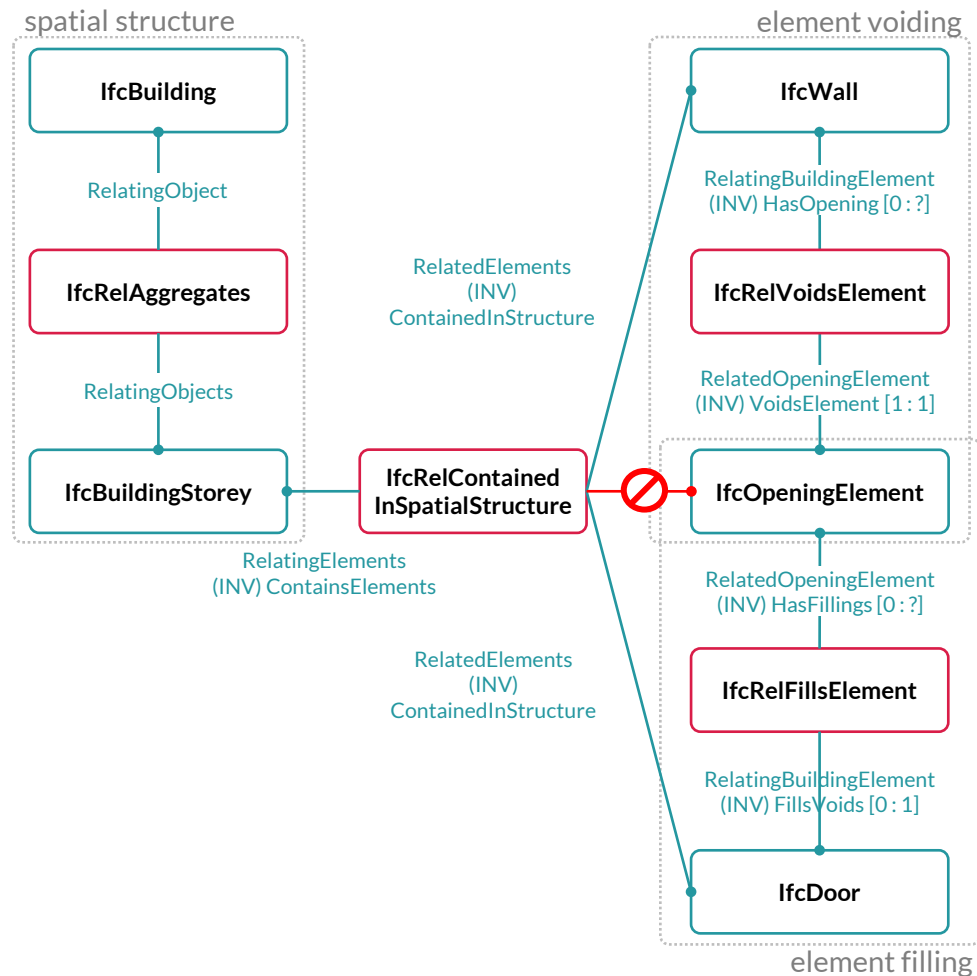 spatial structure
element voiding
IfcBuilding
IfcWall
RelatingObject
RelatingBuildingElement
(INV) HasOpening [0 : ?]
IfcRelAggregates
RelatedElements
(INV)
ContainedInStructure
IfcRelVoidsElement
RelatingObjects
RelatedOpeningElement
(INV) VoidsElement [1 : 1]
IfcBuildingStorey
IfcRelContained
InSpatialStructure
IfcOpeningElement
RelatingElements
(INV) ContainsElements
RelatedOpeningElement
(INV) HasFillings [0 : ?]
RelatedElements
(INV)
ContainedInStructure
IfcRelFillsElement
RelatingBuildingElement
(INV) FillsVoids [0 : 1]
IfcDoor
element filling